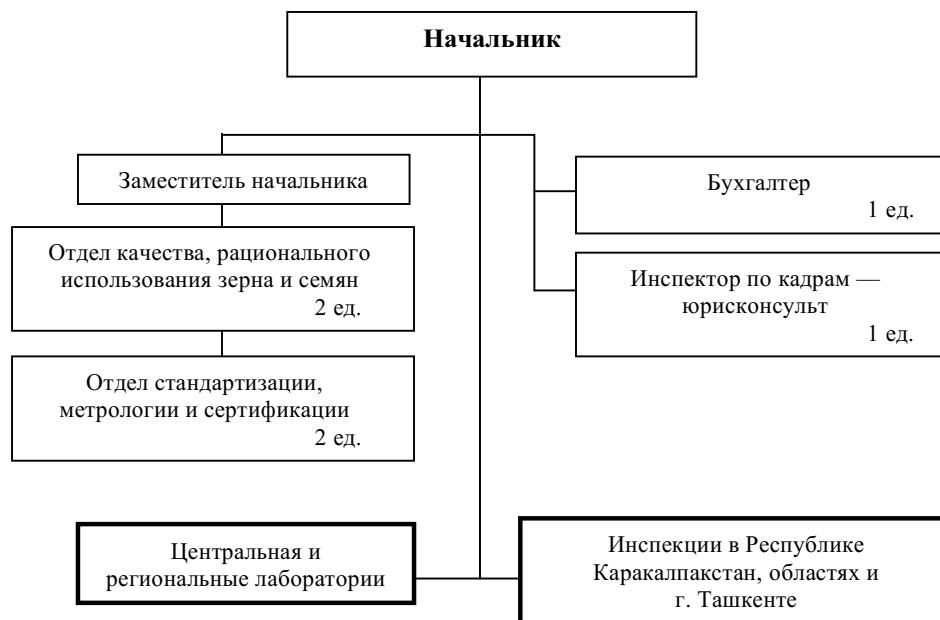 Начальник
Заместитель начальника
Отдел качества, рационального
использования зерна и семян
2 ед.
Отдел стандартизации,
метрологии и сертификации
2 ед.
Бухгалтер
1 ед.
Инспектор по кадрам —
юрисконсульт
1 ед.
Центральная и
региональные лаборатории
Инспекции в Республике
Каракалпакстан, областях и
г. Ташкенте